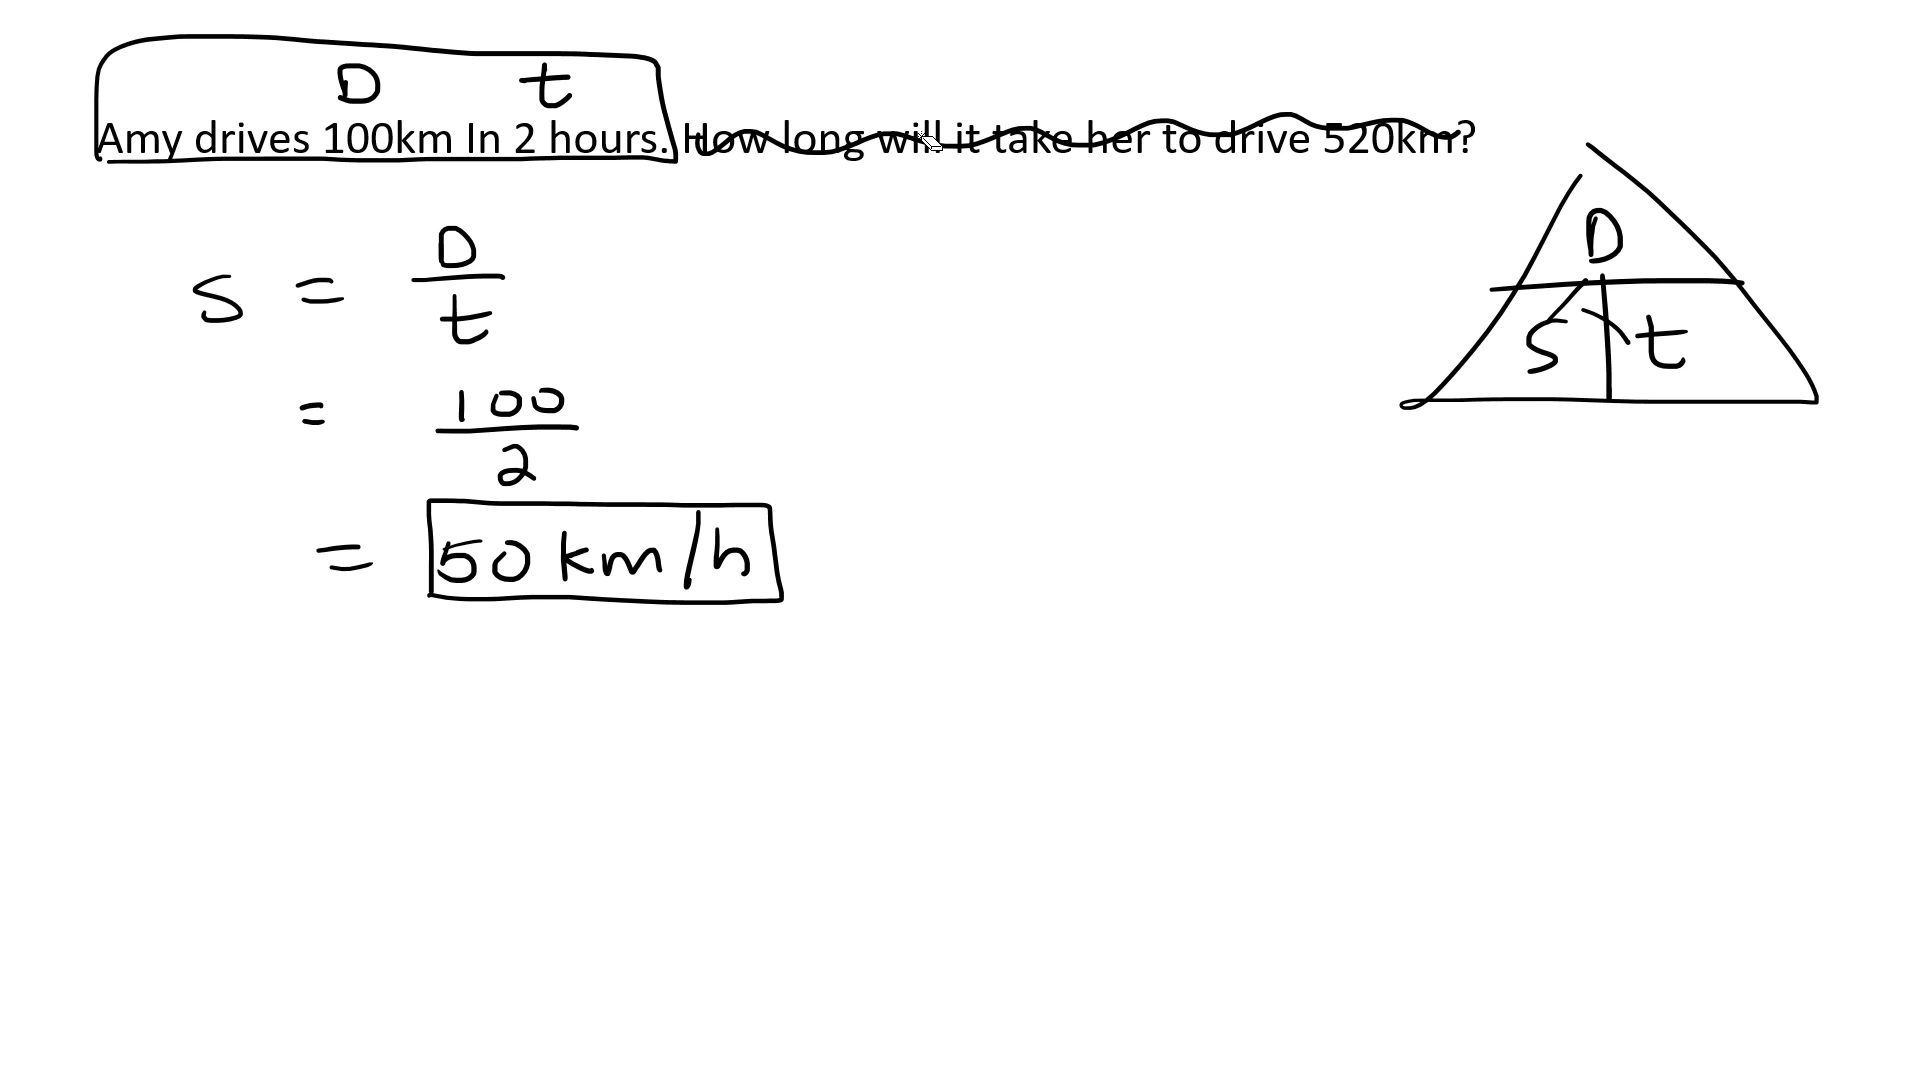 D t
Amy drives 100km In 2 hours. How long will it take her to drive 520km?
D
S t
S = D / t
= 100 / 2
= 50 km/h